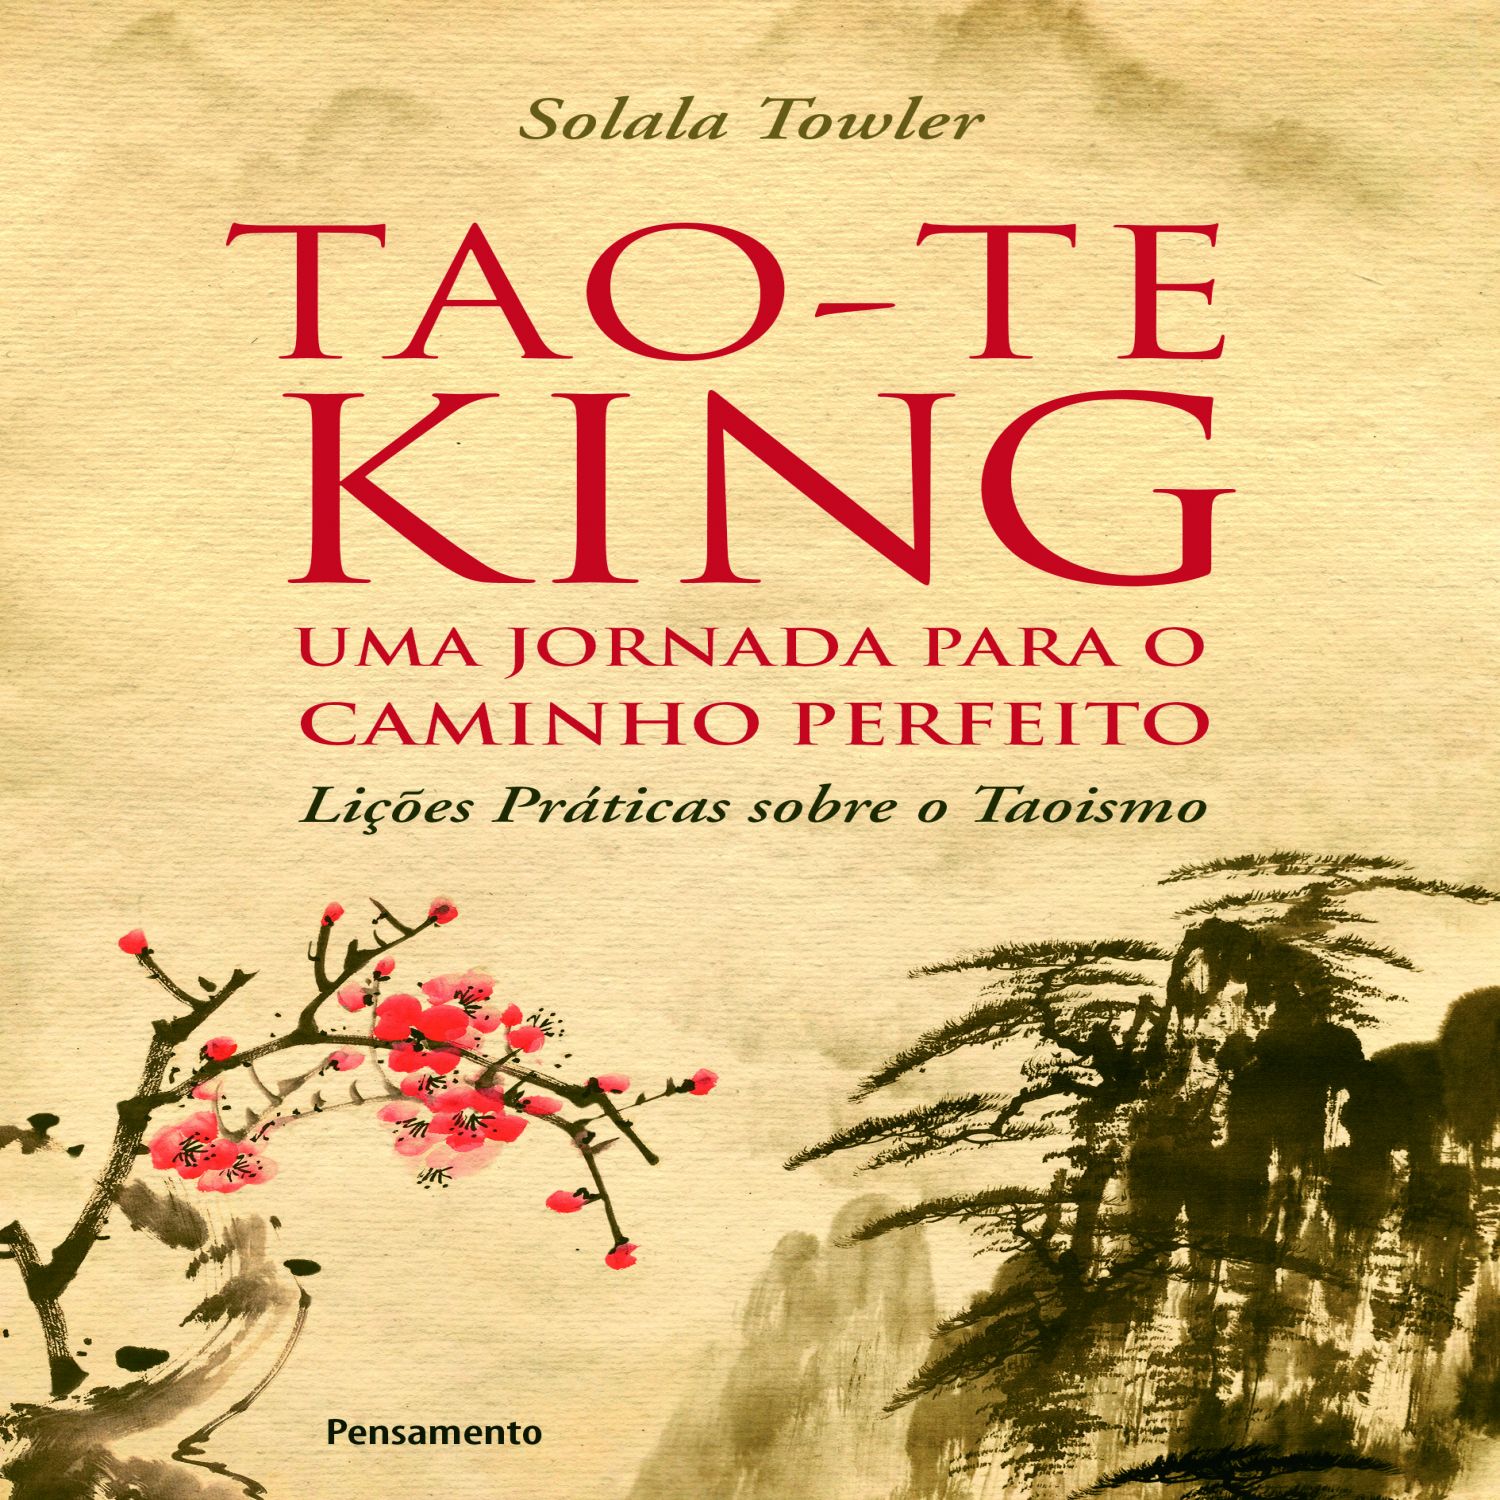 Solala Towler
TAO-TE
KING
UMA JORNADA PARA O
CAMINHO PERFEITO
Lições Práticas sobre o Taoismo
Pensamento